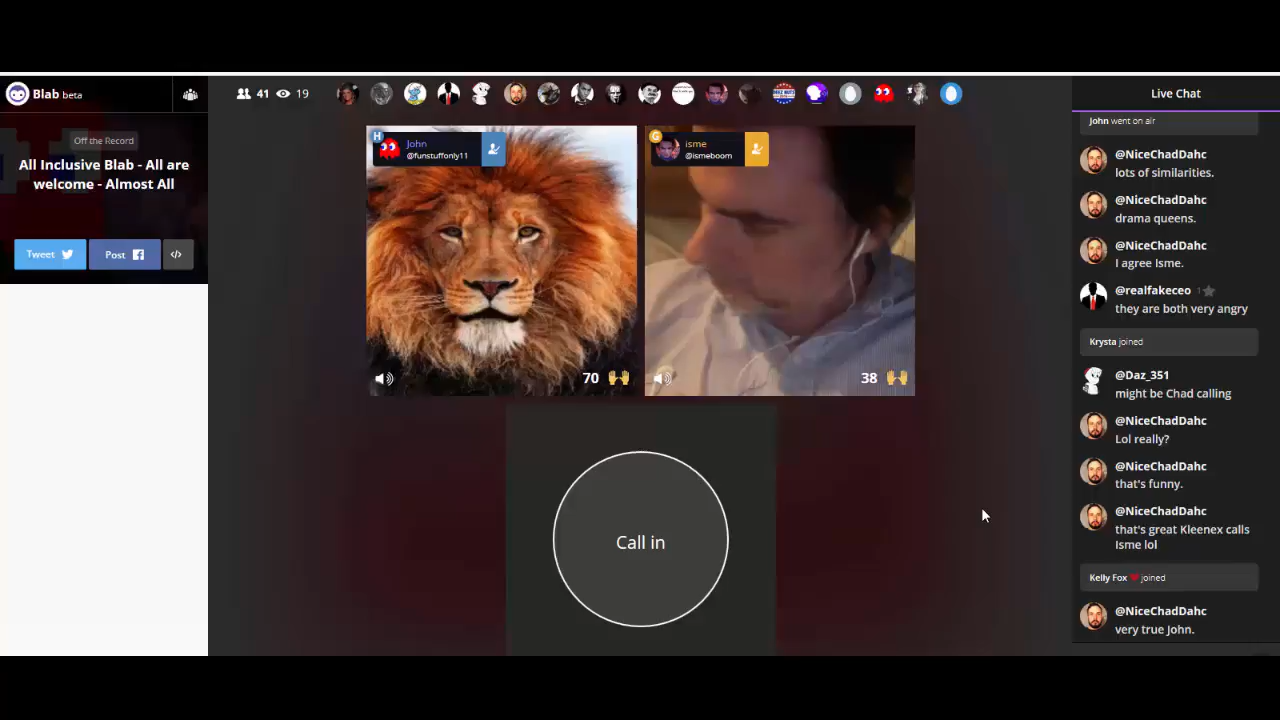 Blab beta
41 19
Off the Record
All Inclusive Blab - All are
welcome - Almost All
Tweet
Post
</>
H
John
@funstuffonly11
70
G
isme
@ismeboom
38
Call in
Live Chat
John went on air
@NiceChadDahc
lots of similarities.
@NiceChadDahc
drama queens.
@NiceChadDahc
I agree Isme.
@realfakeceo 1
they are both very angry
Krysta joined
@Daz_351
might be Chad calling
@NiceChadDahc
Lol really?
@NiceChadDahc
that's funny.
@NiceChadDahc
that's great Kleenex calls
Isme lol
Kelly Fox joined
@NiceChadDahc
very true John.